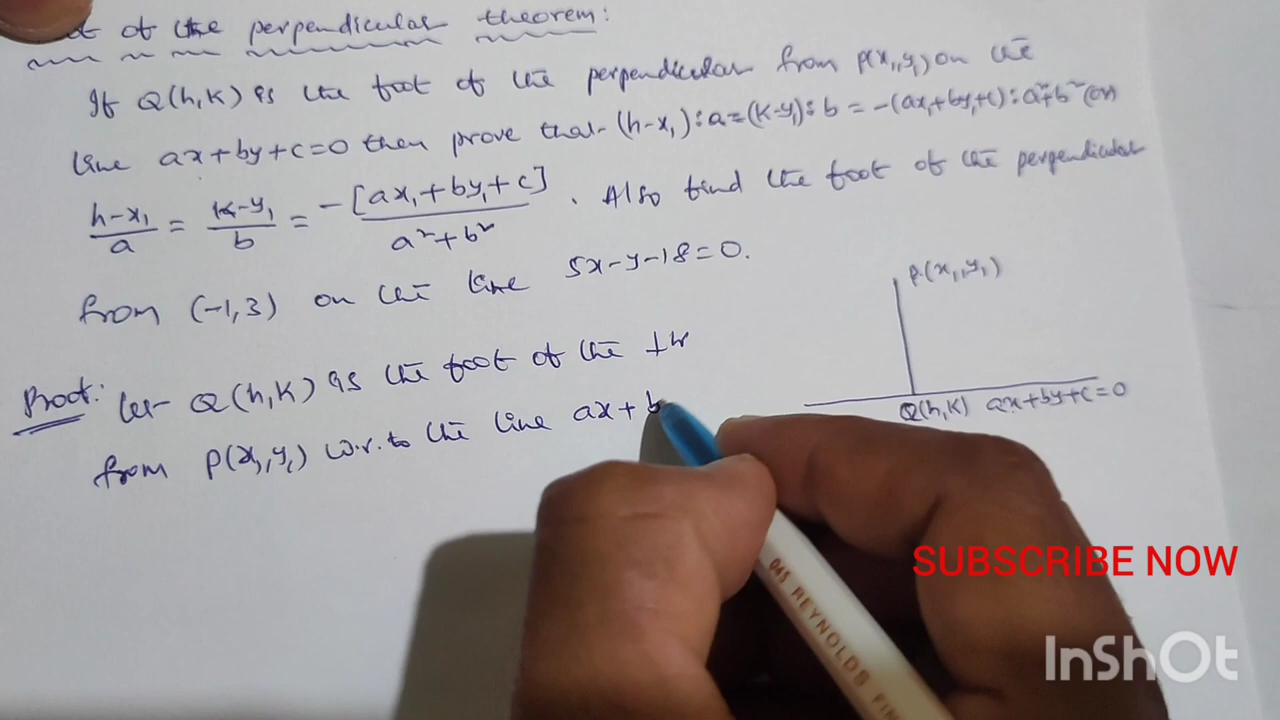 of the perpendicular theorem:
If Q(h,K) is the foot of the perpendicular from P(x₁,y₁) on the
line ax+by+c=0 then prove that (h-x₁):a=(K-y₁):b=-(ax₁+by₁+c):a²+b² (or)
h-x₁/a = K-y₁/b = -[ax₁+by₁+c]/a²+b². Also find the foot of the perpendicular
from (-1,3) on the line 5x-y-18=0.
P(x₁,y₁)
Proof: Let Q(h,K) is the foot of the ⊥r
from P(x₁,y₁) w.r.to the line ax+b
Q(h,K) ax+by+c=0
SUBSCRIBE NOW
045 REYNOLDS FIN
InShOt